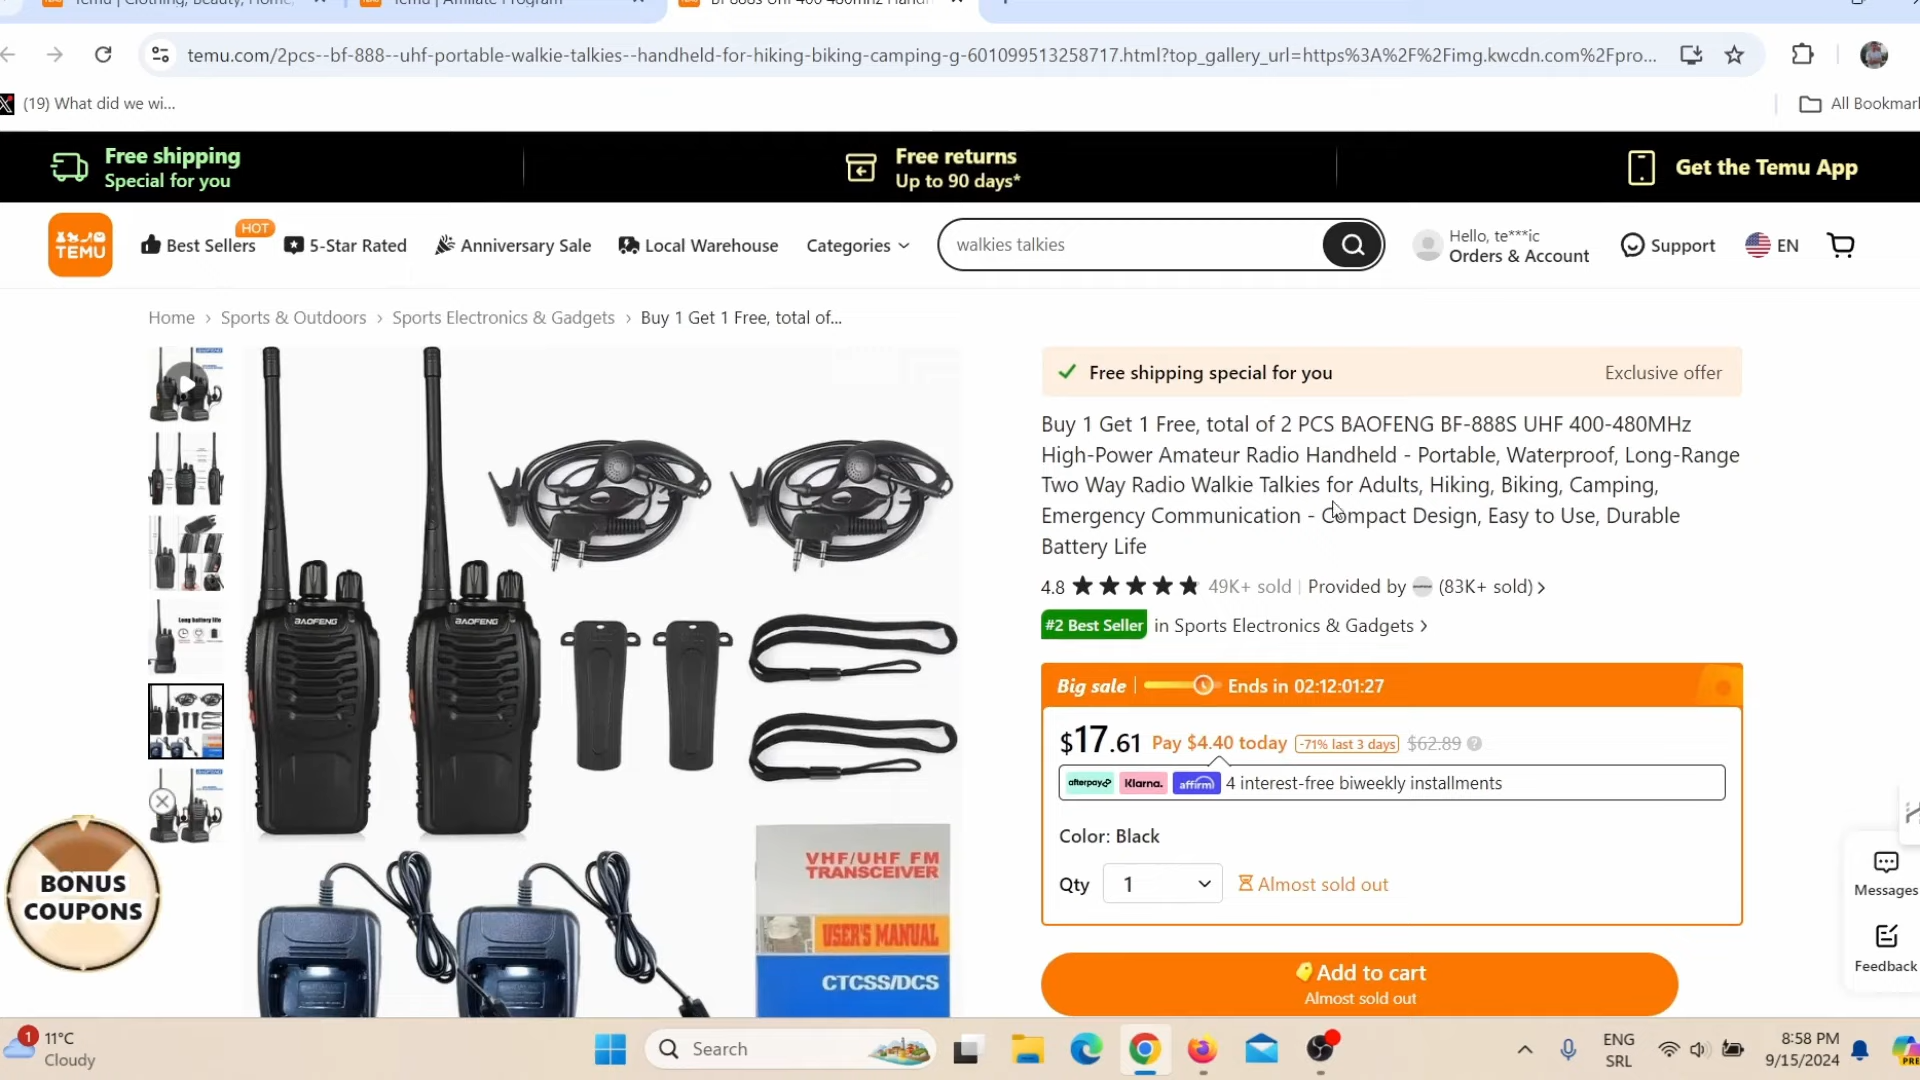 temu.com/2pcs--bf-888--uhf-portable-walkie-talkies--handheld-for-hiking-biking-camping-g-601099513258717.html?top_gallery_url=https%3A%2F%2Fimg.kwcdn.com%2Fpro...
(19) What did we wi...
All Bookmar
Free shipping
Special for you
Free returns
Up to 90 days*
Get the Temu App
TEMU
Best Sellers
HOT
5-Star Rated
Anniversary Sale
Local Warehouse
Categories
walkies talkies
Hello, te***ic
Orders & Account
Support
EN
Home › Sports & Outdoors › Sports Electronics & Gadgets › Buy 1 Get 1 Free, total of...
Free shipping special for you
Exclusive offer
Buy 1 Get 1 Free, total of 2 PCS BAOFENG BF-888S UHF 400-480MHz
High-Power Amateur Radio Handheld - Portable, Waterproof, Long-Range
Two Way Radio Walkie Talkies for Adults, Hiking, Biking, Camping,
Emergency Communication - Compact Design, Easy to Use, Durable
Battery Life
4.8 49K+ sold | Provided by (83K+ sold) >
#2 Best Seller in Sports Electronics & Gadgets >
Big sale | Ends in 02:12:01:27
$17.61 Pay $4.40 today -71% last 3 days $62.89
afterpay Klarna. affirm 4 interest-free biweekly installments
Color: Black
Qty 1 Almost sold out
Add to cart
Almost sold out
BAOFENG
BAOFENG
VHF/UHF FM
TRANSCEIVER
USER'S MANUAL
CTCSS/DCS
BONUS
COUPONS
Messages
Feedback
1
11°C
Cloudy
Search
ENG
SRL
8:58 PM
9/15/2024
PRE